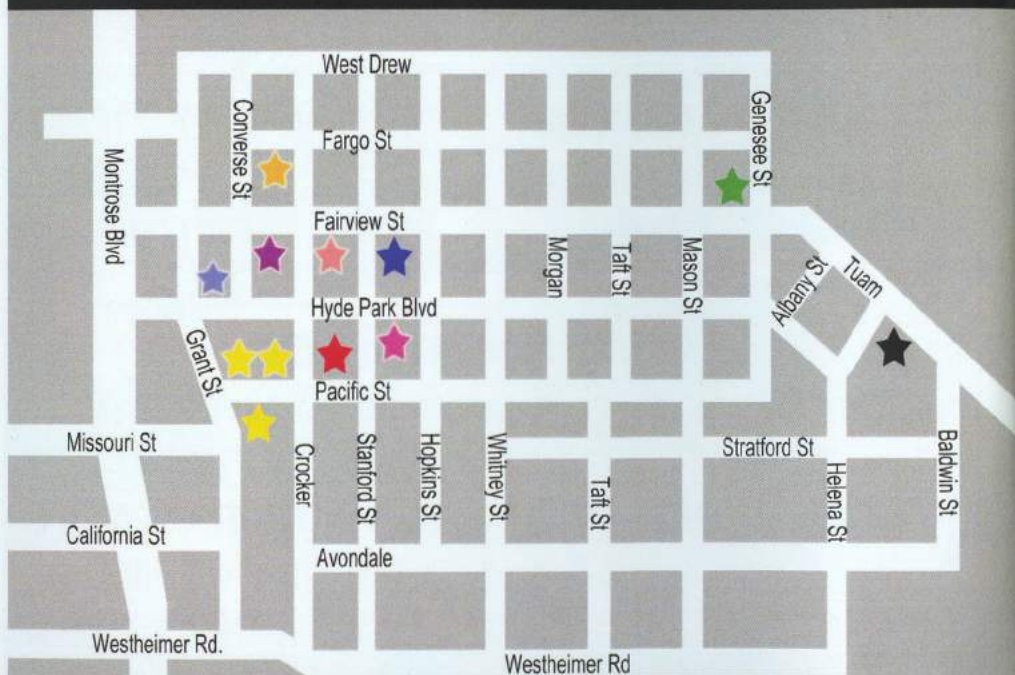 West Drew
Converse St
Genesee St
Fargo St
Montrose Blvd
Fairview St
Morgan
Taft St
Mason St
Albany St
Tuam
Hyde Park Blvd
Grant St
Pacific St
Missouri St
Crocker
Stanford St
Hopkins St
Whitney St
Taft St
Stratford St
Helena St
Baldwin St
California St
Avondale
Westheimer Rd.
Westheimer Rd